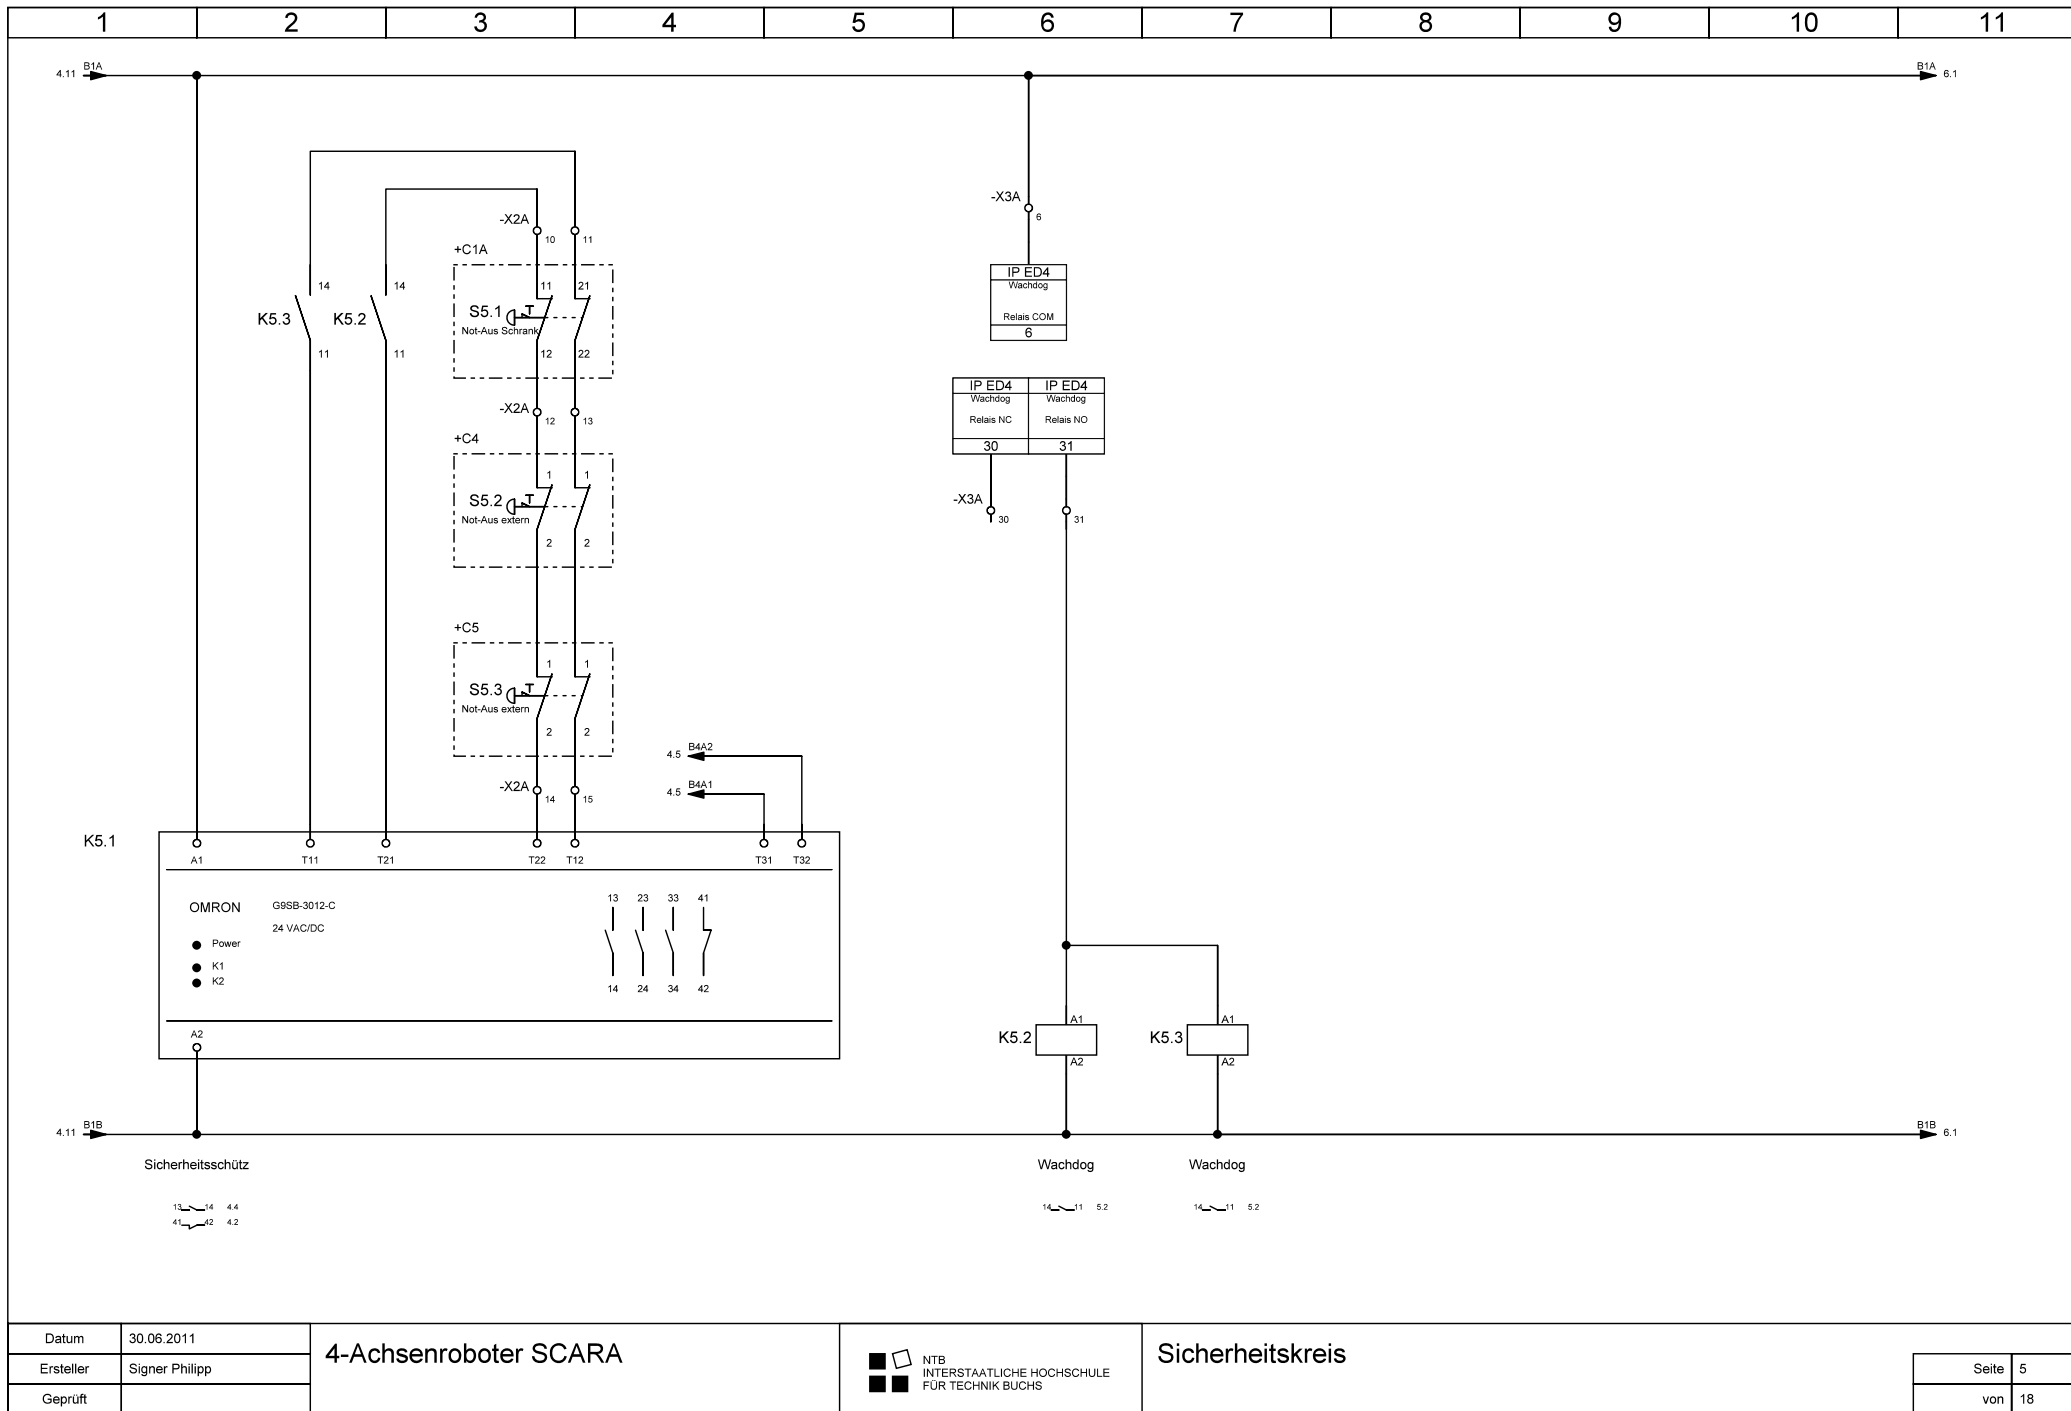 1 2 3 4 5 6 7 8 9 10 11
4.11 B1A
B1A 6.1
-X3A
6
-X2A
10 11
+C1A
IP ED4
Wachdog
Relais COM
6
14 14 11 21
K5.3 K5.2 S5.1
Not-Aus Schrank
11 11 12 22
IP ED4 IP ED4
Wachdog Wachdog
Relais NC Relais NO
30 31
-X2A
12 13
+C4
1 1
S5.2
Not-Aus extern
2 2
-X3A
30 31
+C5
1 1
S5.3
Not-Aus extern
2 2
4.5 B4A2
4.5 B4A1
-X2A
14 15
K5.1
A1 T11 T21 T22 T12 T31 T32
OMRON G9SB-3012-C
24 VAC/DC
13 23 33 41
Power
K1
K2
14 24 34 42
A2
K5.2 A1
A2
K5.3 A1
A2
4.11 B1B
B1B 6.1
Sicherheitsschütz Wachdog Wachdog
13 14 4.4
41 42 4.2
14 11 5.2
14 11 5.2
Datum 30.06.2011
Ersteller Signer Philipp
Geprüft
4-Achsenroboter SCARA
NTB
INTERSTAATLICHE HOCHSCHULE
FÜR TECHNIK BUCHS
Sicherheitskreis
Seite 5
von 18